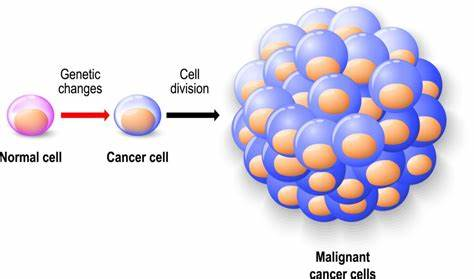 Genetic
changes
Cell
division
Normal cell
Cancer cell
Malignant
cancer cells